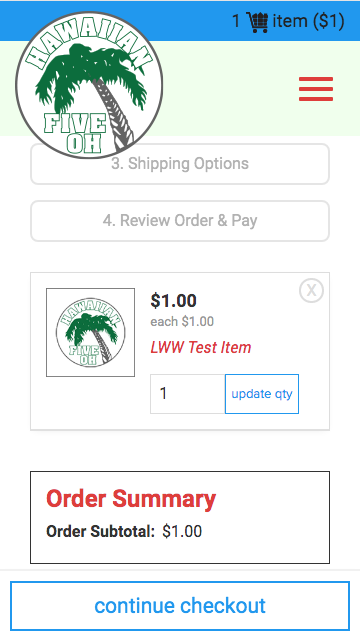 1 item ($1)
HAWAIIAN
FIVE
OH
3. Shipping Options
4. Review Order & Pay
HAWAIIAN
FIVE
OH
$1.00
X
each $1.00
LWW Test Item
1
update qty
Order Summary
Order Subtotal: $1.00
continue checkout